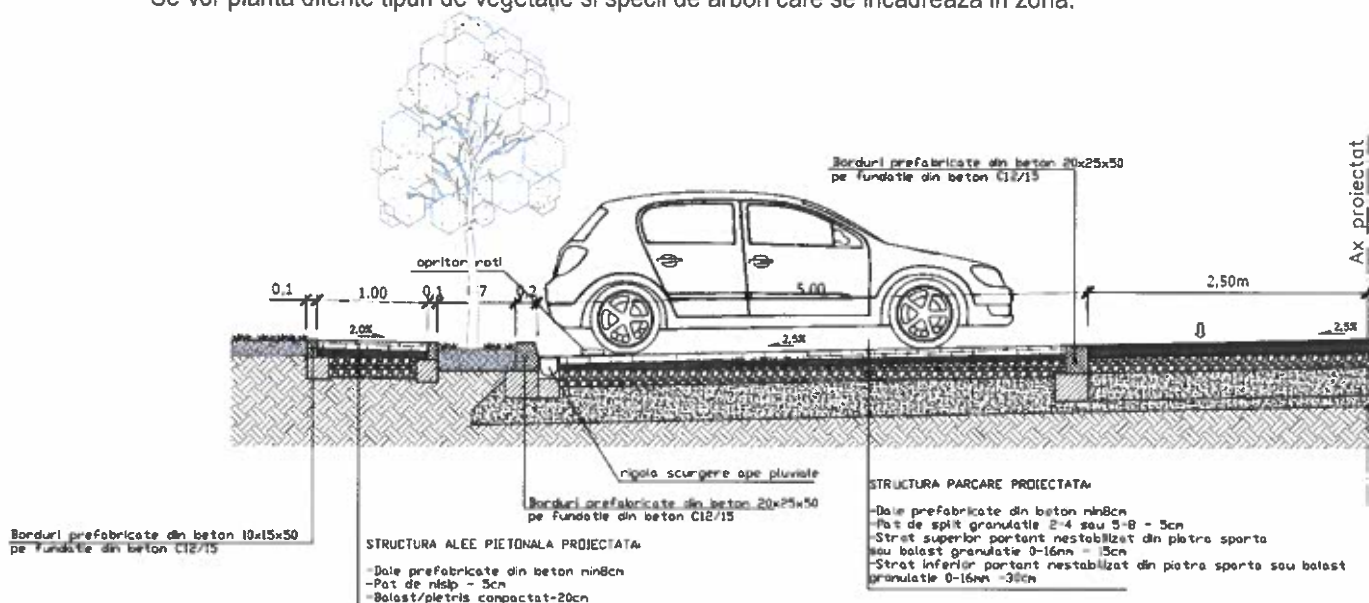 Se vor planta diferite tipuri de vegetație si specii de arbori care se încadrează în zonă.
Borduri prefabricate din beton 20x25x50
pe fundatie din beton C12/15
Ax proiectat
opritor roti
0,1
1.00
0,1
7
0,2
5.00
2,50m
2.0%
2,5%
2,5%
rigola scurgere ape pluviale
Borduri prefabricate din beton 20x25x50
pe fundatie din beton C12/15
Borduri prefabricate din beton 10x15x50
pe fundatie din beton C12/15
STRUCTURA ALEE PIETONALA PROIECTATA:
-Dale prefabricate din beton min8cm
-Pat de nisip - 5cm
-Balast/pietris compactat-20cm
STRUCTURA PARCARE PROIECTATA:
-Dale prefabricate din beton min8cm
-Pat de split granulatie 2-4 sau 5-8 - 5cm
-Strat superior portant nestabilizat din piatra sparta
sau balast granulatie 0-16mm - 15cm
-Strat inferior portant nestabilizat din piatra sparta sau balast
granulatie 0-16mm -30cm